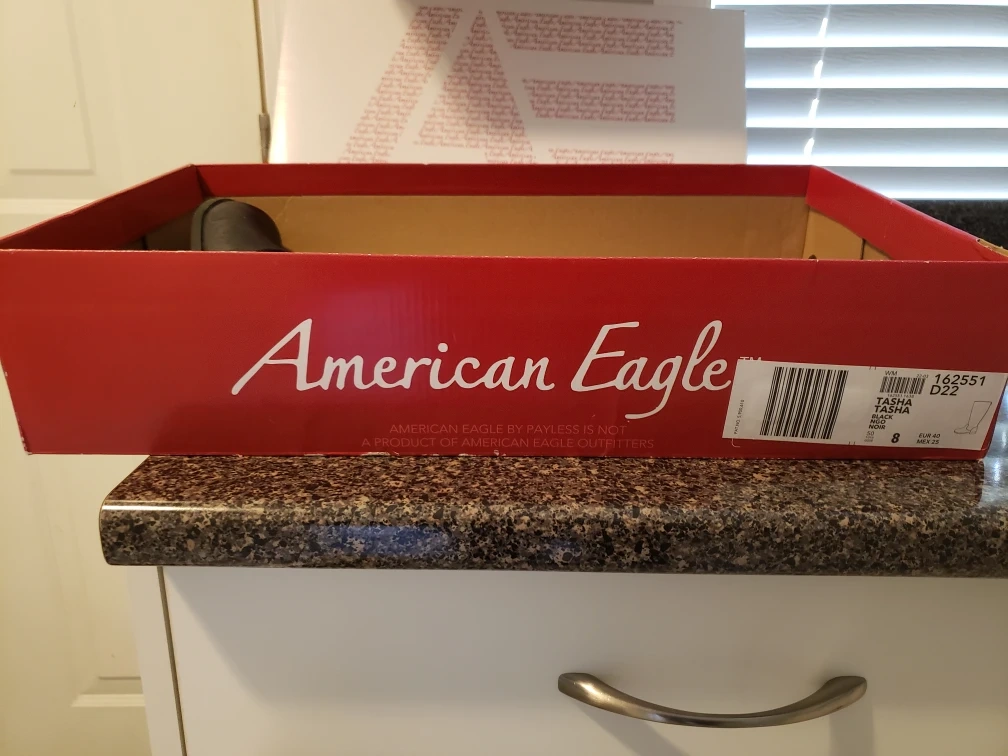 American Eagle™
AMERICAN EAGLE BY PAYLESS IS NOT
A PRODUCT OF AMERICAN EAGLE OUTFITTERS
WM
162551
D22
TASHA
TASHA
BLACK
NGO
NOIR
8
EUR 40
MEX 25